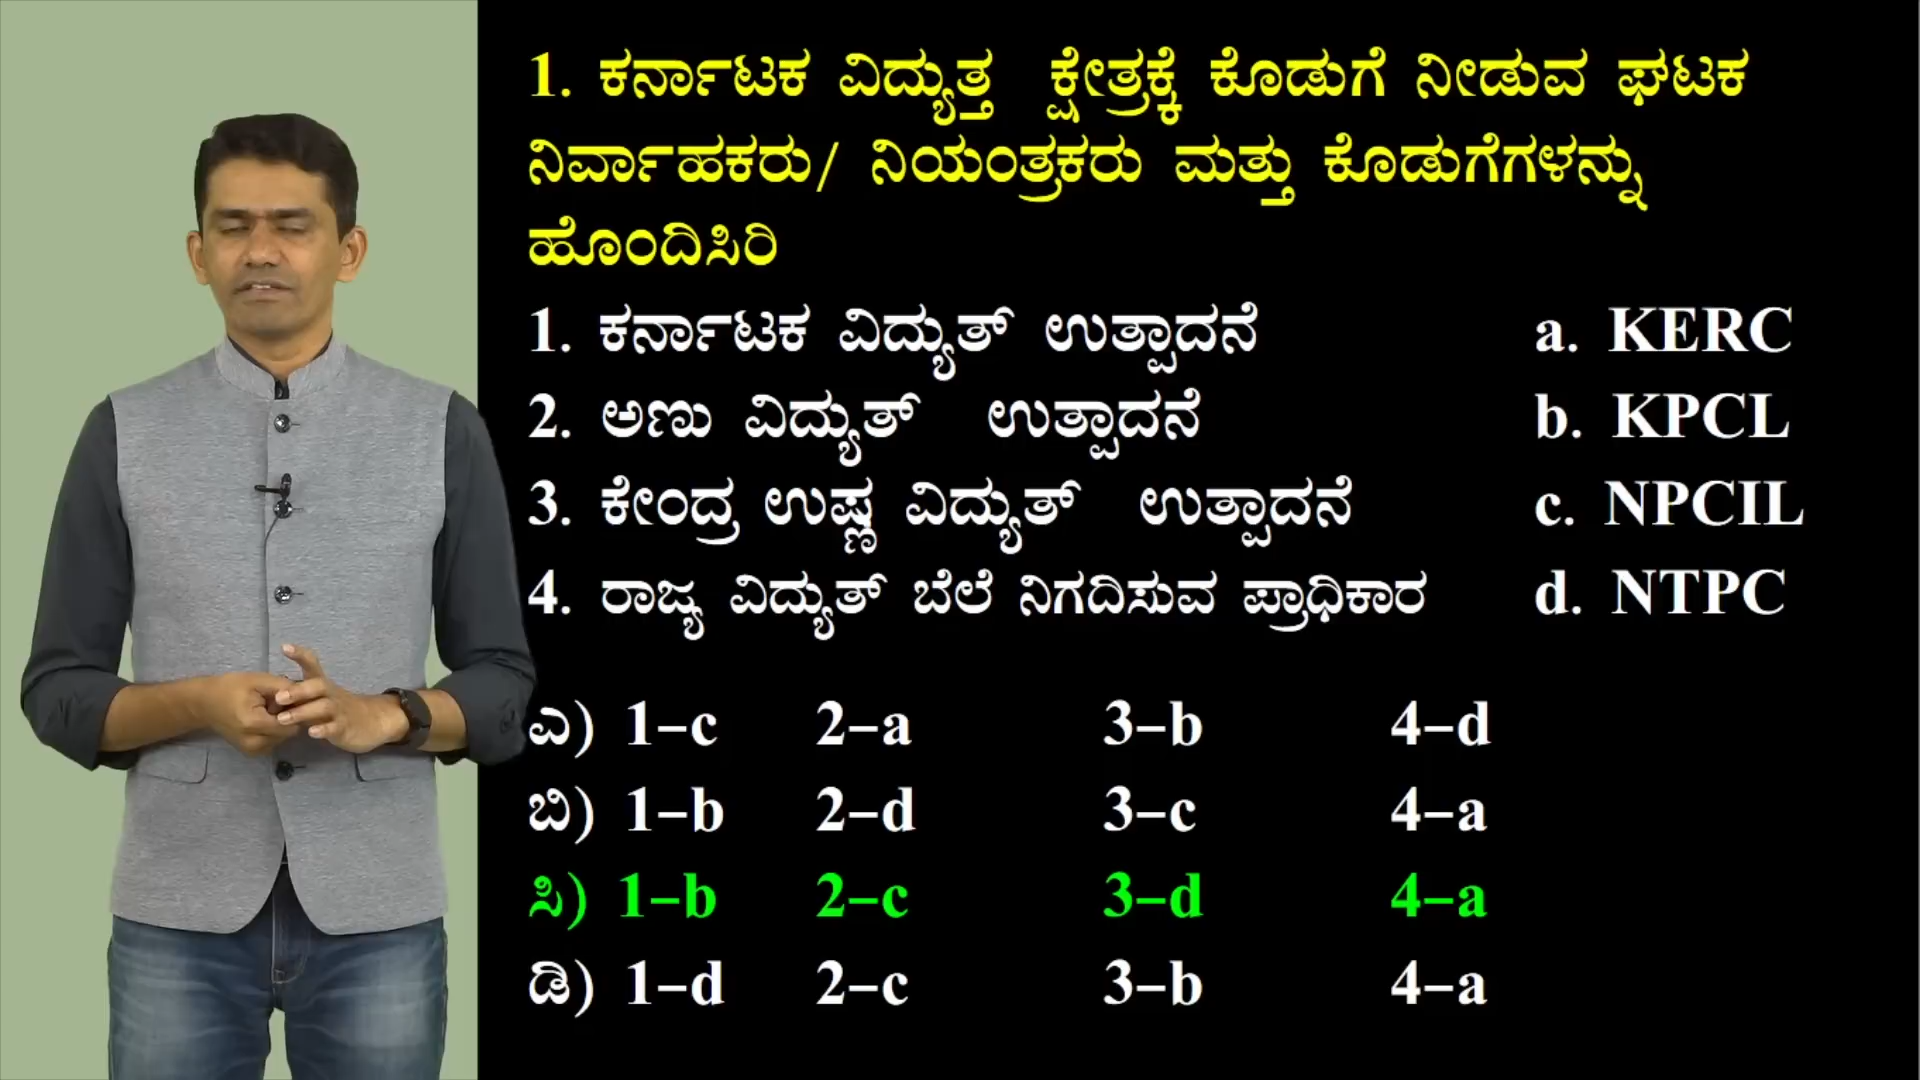 1. ಕರ್ನಾಟಕ ವಿದ್ಯುತ್ತ ಕ್ಷೇತ್ರಕ್ಕೆ ಕೊಡುಗೆ ನೀಡುವ ಘಟಕ
ನಿರ್ವಾಹಕರು/ ನಿಯಂತ್ರಕರು ಮತ್ತು ಕೊಡುಗೆಗಳನ್ನು
ಹೊಂದಿಸಿರಿ
1. ಕರ್ನಾಟಕ ವಿದ್ಯುತ್ ಉತ್ಪಾದನೆ a. KERC
2. ಅಣು ವಿದ್ಯುತ್ ಉತ್ಪಾದನೆ b. KPCL
3. ಕೇಂದ್ರ ಉಷ್ಣ ವಿದ್ಯುತ್ ಉತ್ಪಾದನೆ c. NPCIL
4. ರಾಜ್ಯ ವಿದ್ಯುತ್ ಬೆಲೆ ನಿಗದಿಸುವ ಪ್ರಾಧಿಕಾರ d. NTPC
ಎ) 1–c 2–a 3–b 4–d
ಬಿ) 1–b 2–d 3–c 4–a
ಸಿ) 1–b 2–c 3–d 4–a
ಡಿ) 1–d 2–c 3–b 4–a